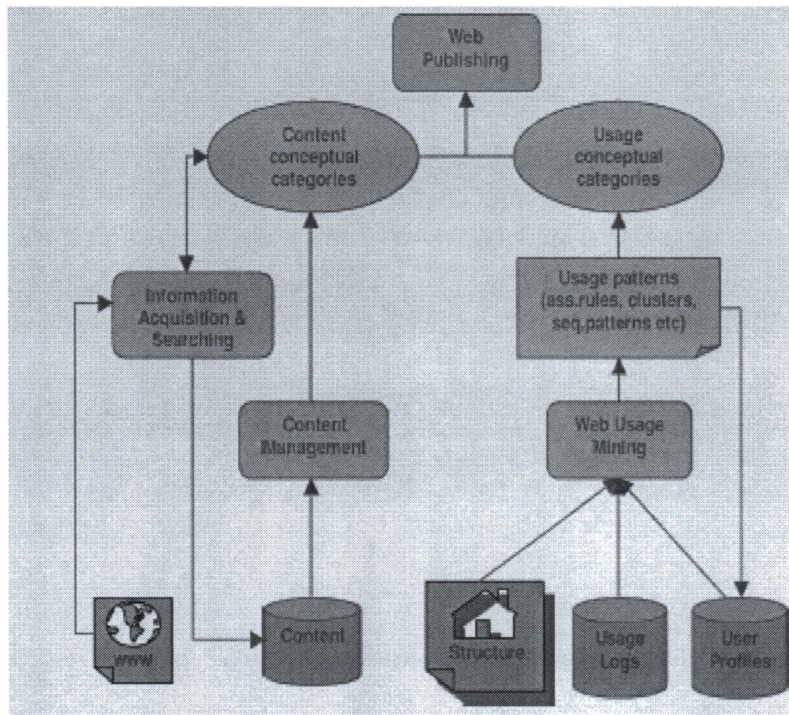 Web
Publishing
Content
conceptual
categories
Usage
conceptual
categories
Information
Acquisition &
Searching
Usage patterns
(ass.rules, clusters,
seq.patterns etc)
Content
Management
Web Usage
Mining
www
Content
Structure
Usage
Logs
User
Profiles